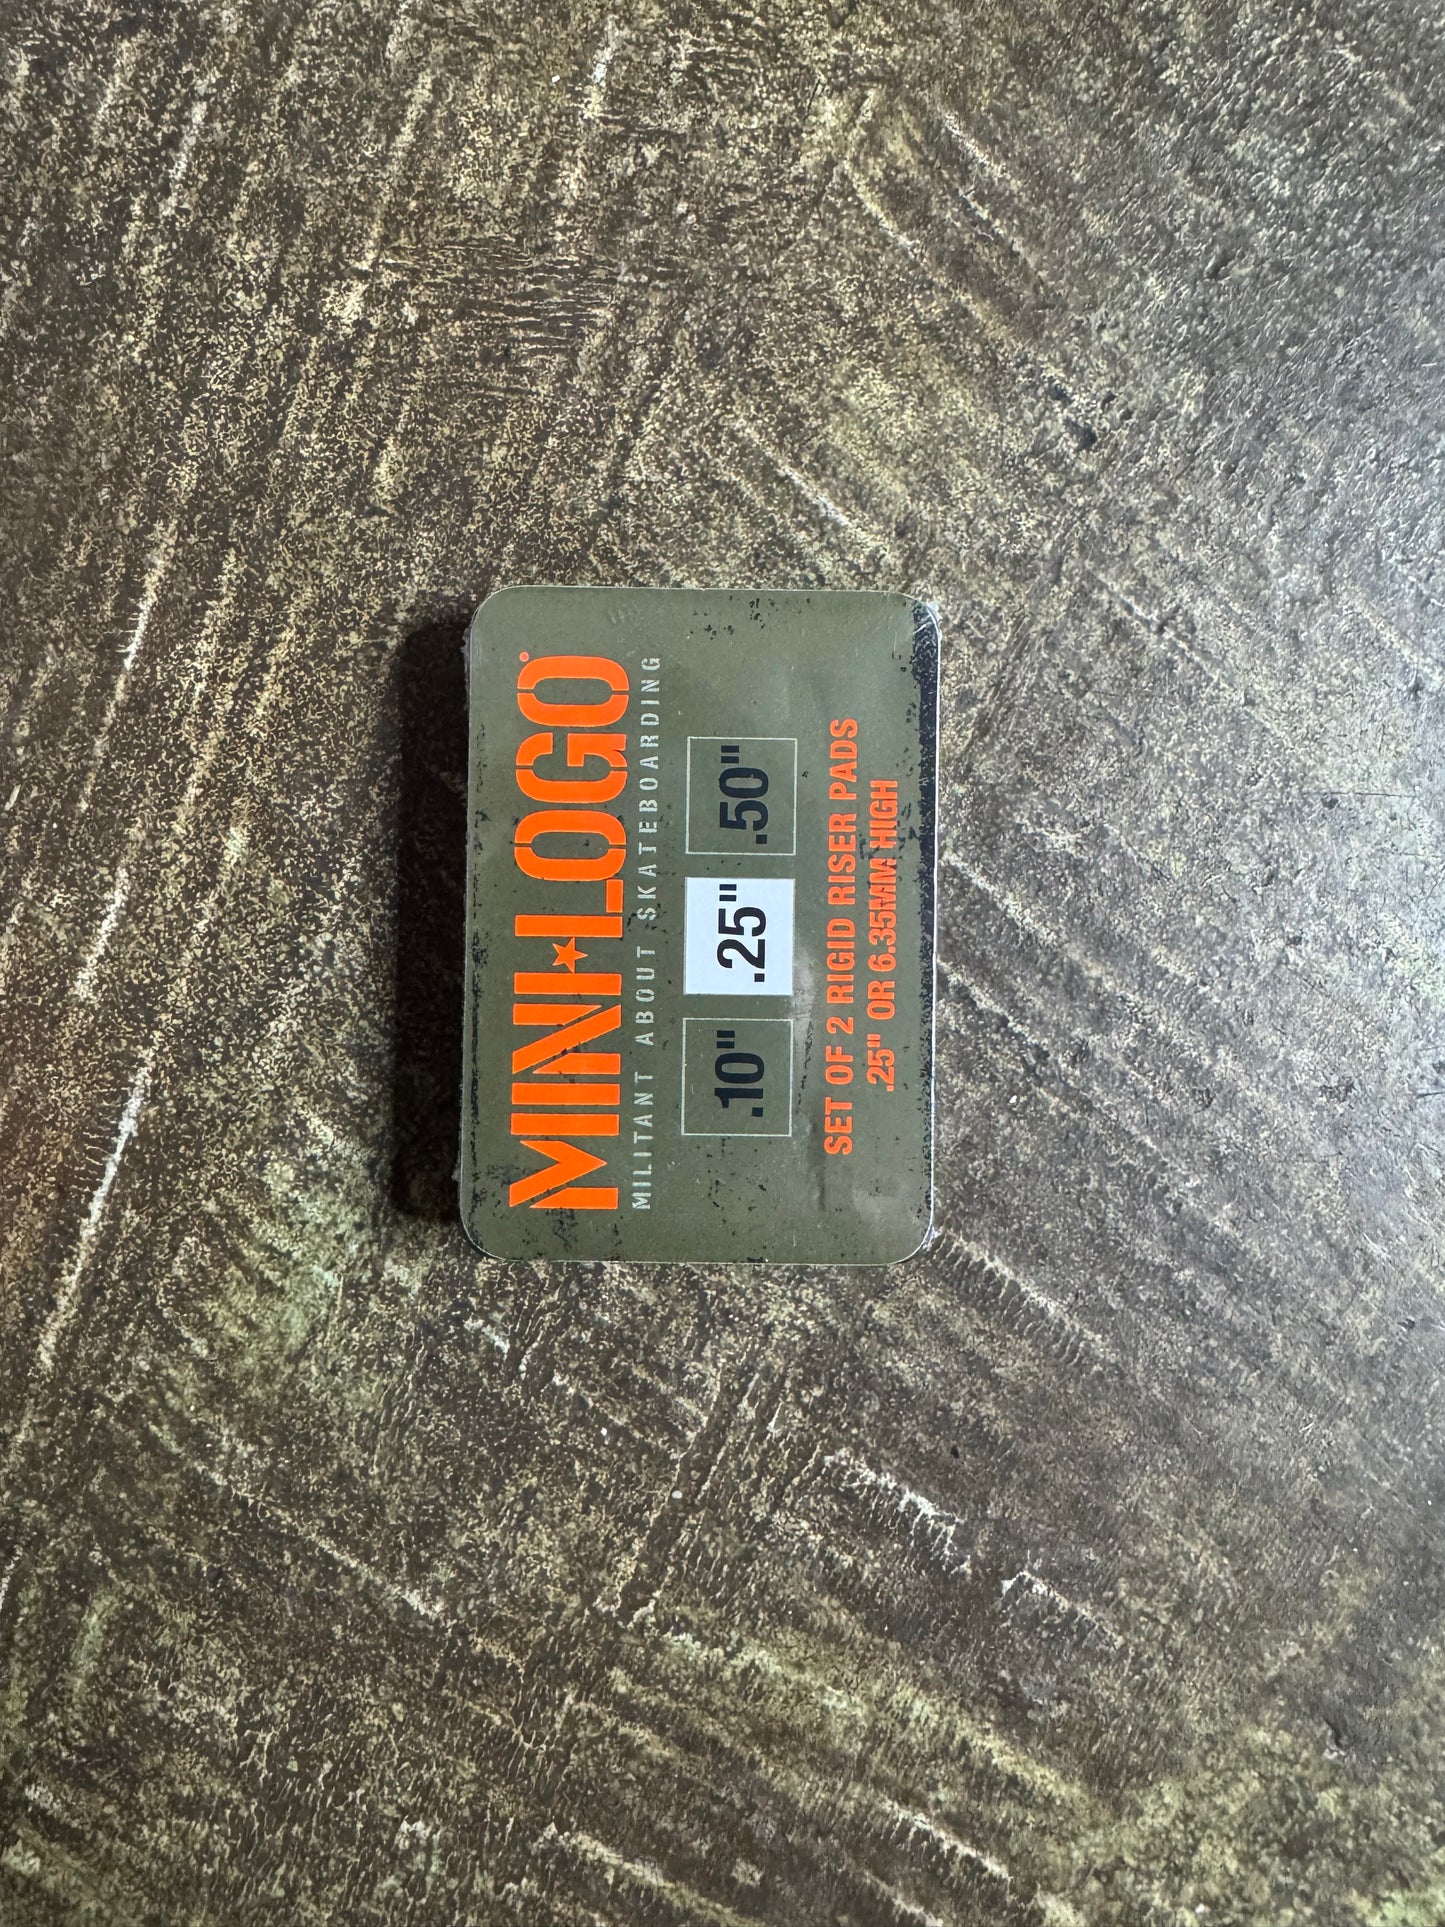 MINI★LOGO
MILITANT ABOUT SKATEBOARDING
.10" .25" .50"
SET OF 2 RIGID RISER PADS
.25" OR 6.35MM HIGH